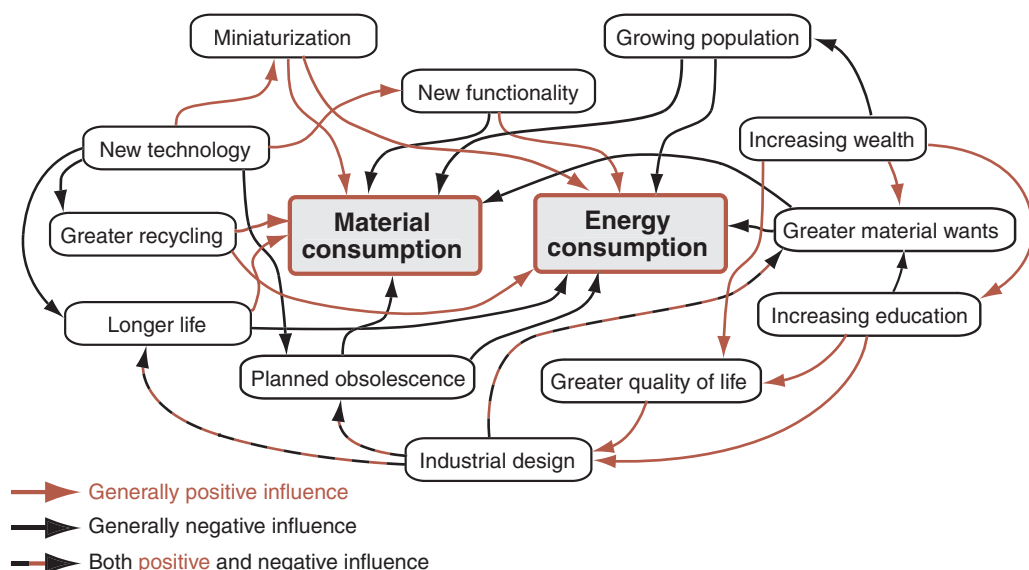 Miniaturization
Growing population
New functionality
New technology
Increasing wealth
Material
consumption
Energy
consumption
Greater recycling
Greater material wants
Longer life
Increasing education
Planned obsolescence
Greater quality of life
Industrial design
Generally positive influence
Generally negative influence
Both positive and negative influence